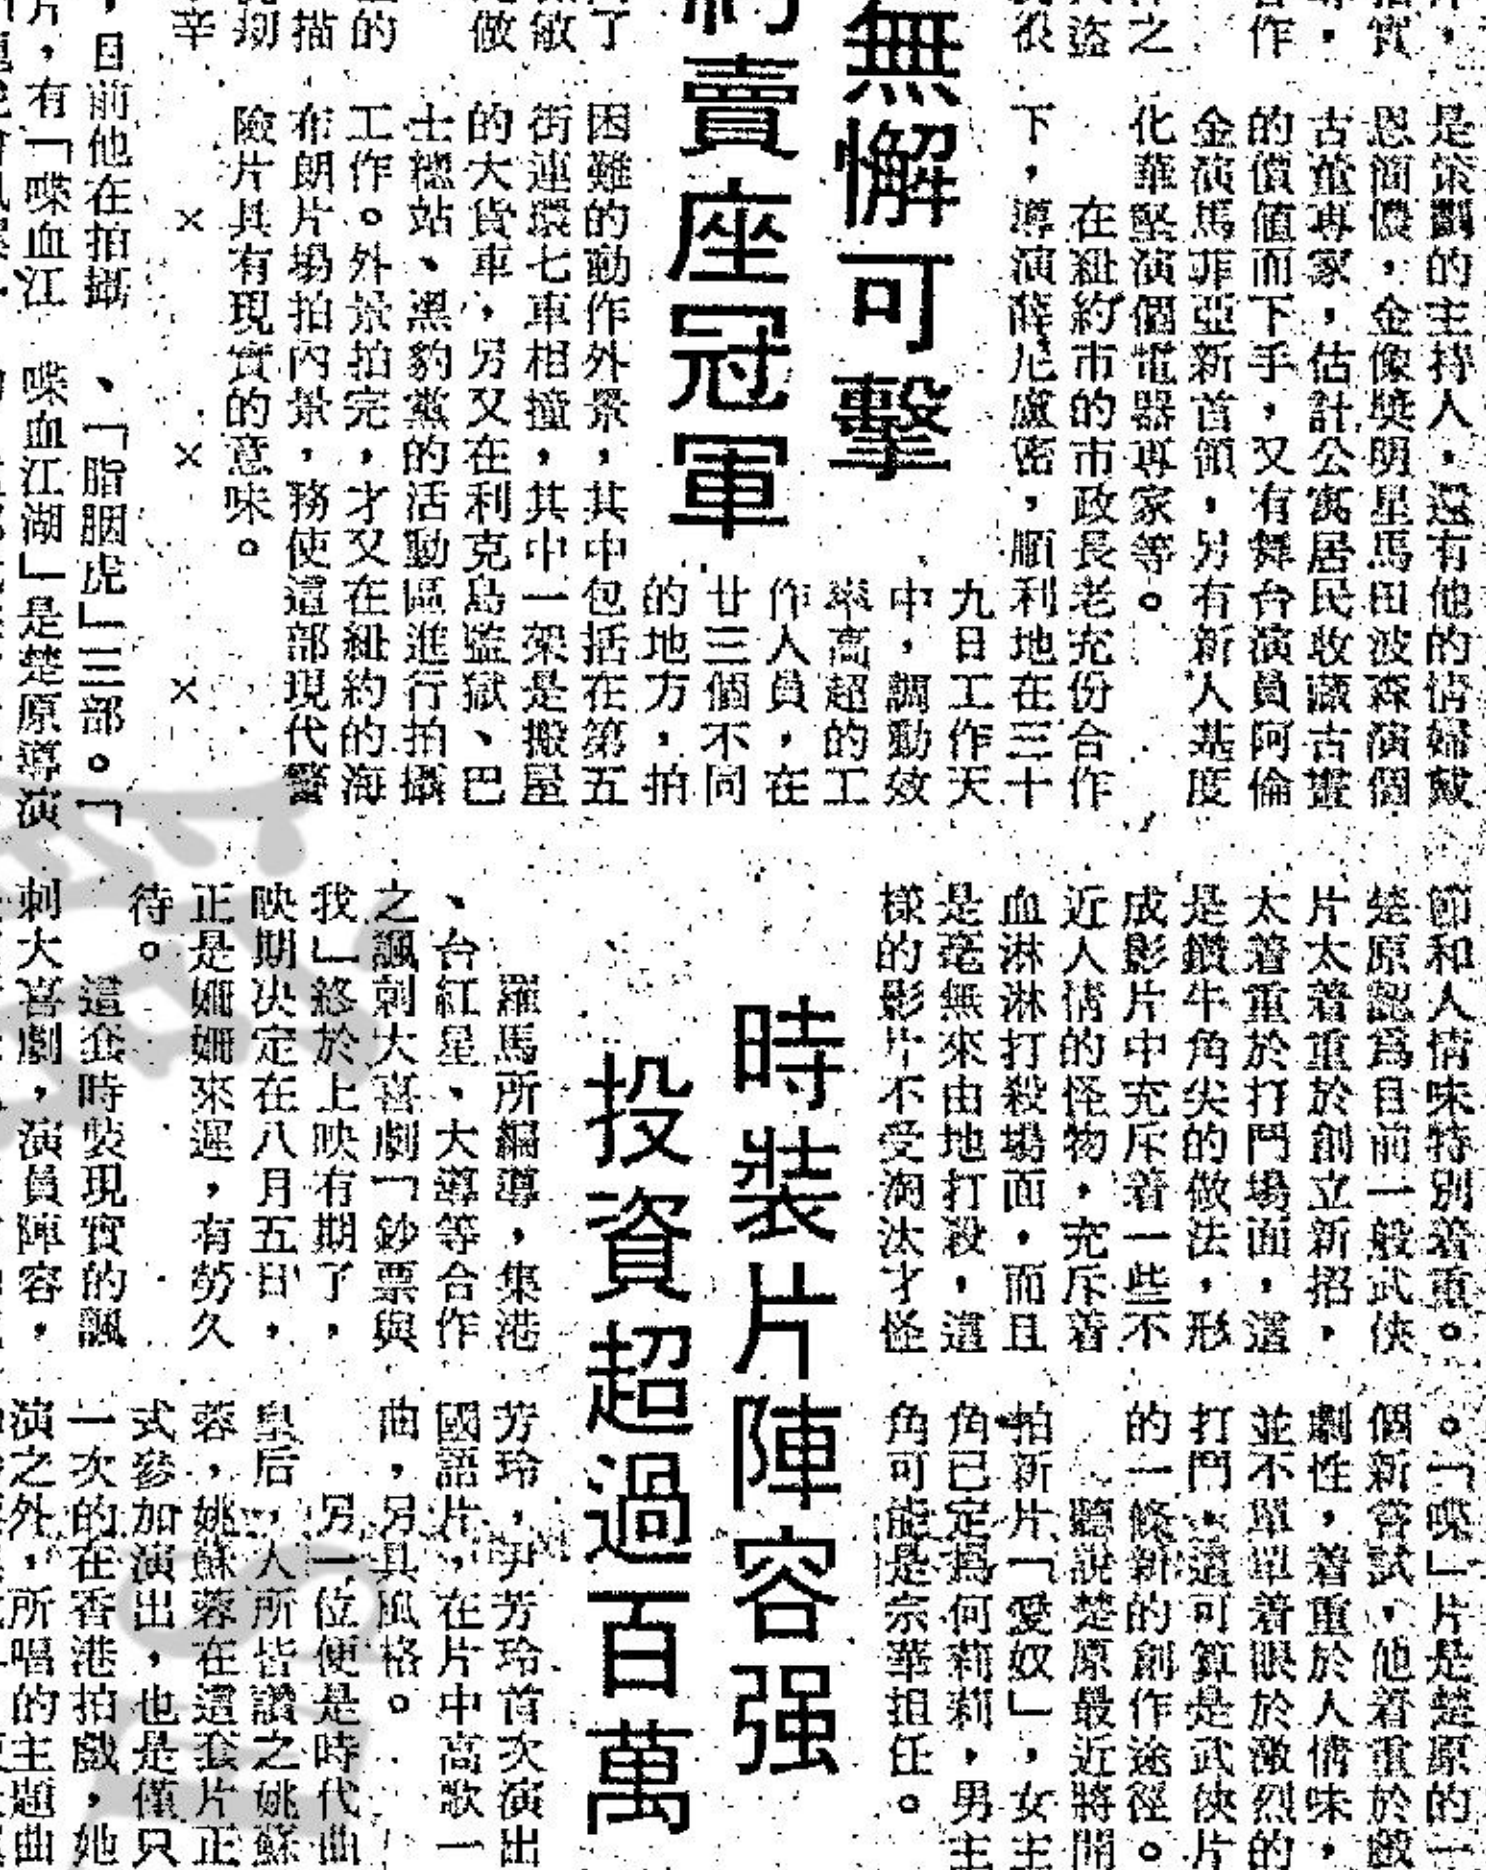 無懈可擊
約賣座冠軍
是策劃的主持人，還有他的情婦戴
恩簡儂，金像獎明星馬田波森演個
古董專家，估計公寓居民收藏古畫
的價值而下手，又有舞台演員阿倫
金演馬菲亞新首領，另有新人基度
化華堅演個電器專家等。
在紐約市的市政長老充份合作
下，導演薛尼盧密，順利地在三十
九日工作天
中，調動效
率高超的工
作人員，在
廿三個不同
的地方，拍
困難的動作外景，其中包括在第五
街連環七車相撞，其中一架是搬屋
的大貨車，另又在利克島監獄、巴
士總站、黑豹黨的活動區進行拍攝
工作。外景拍完，才又在紐約的海
布朗片場拍內景，務使這部現代警
險片具有現實的意味。
× × ×
，目前他在拍攝、「脂胭虎」三部。「
片，有「喋血江
喋血江湖」是楚原導演
節和人情味特別着重。
楚原認爲目前一般武俠
片太着重於創立新招，
太着重於打鬥場面，這
是鑽牛角尖的做法，形
成影片中充斥着一些不
近人情的怪物，充斥着
血淋淋打殺場面，而且
是毫無來由地打殺，這
樣的影片不受淘汰才怪
。「喋」片是楚原的一
個新嘗試，他着重於戲
劇性，着重於人情味，
並不單單着眼於激烈的
打鬥，這可算是武俠片
的一條新的創作途徑。
聽說楚原最近將開
拍新片「愛奴」，女主
角已定爲何莉莉，男主
角可能是宗華担任。
時裝片陣容强
投資超過百萬
羅馬所編導，集港
、台紅星、大導等合作
之諷刺大喜劇「鈔票與
我」終於上映有期了，
映期决定在八月五日，
正是姍姍來遲，有勞久
待。
這套時裝現實的諷
刺大喜劇，演員陣容，
芳玲，尹芳玲首次演出
國語片，在片中高歌一
曲，另具風格。
另一位便是時代曲
皇后，人所皆讚之姚蘇
蓉，姚蘇蓉在這套片正
式參加演出，也是僅只
一次的在香港拍戲，她
演之外，所唱的主題曲